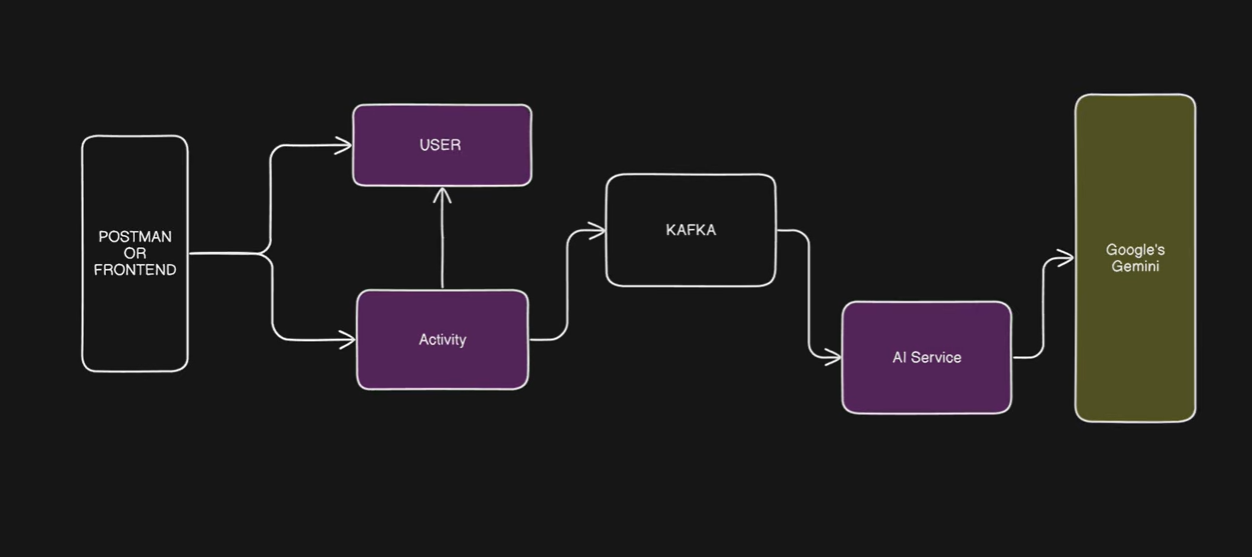 POSTMAN
OR
FRONTEND
USER
Activity
KAFKA
AI Service
Google's
Gemini